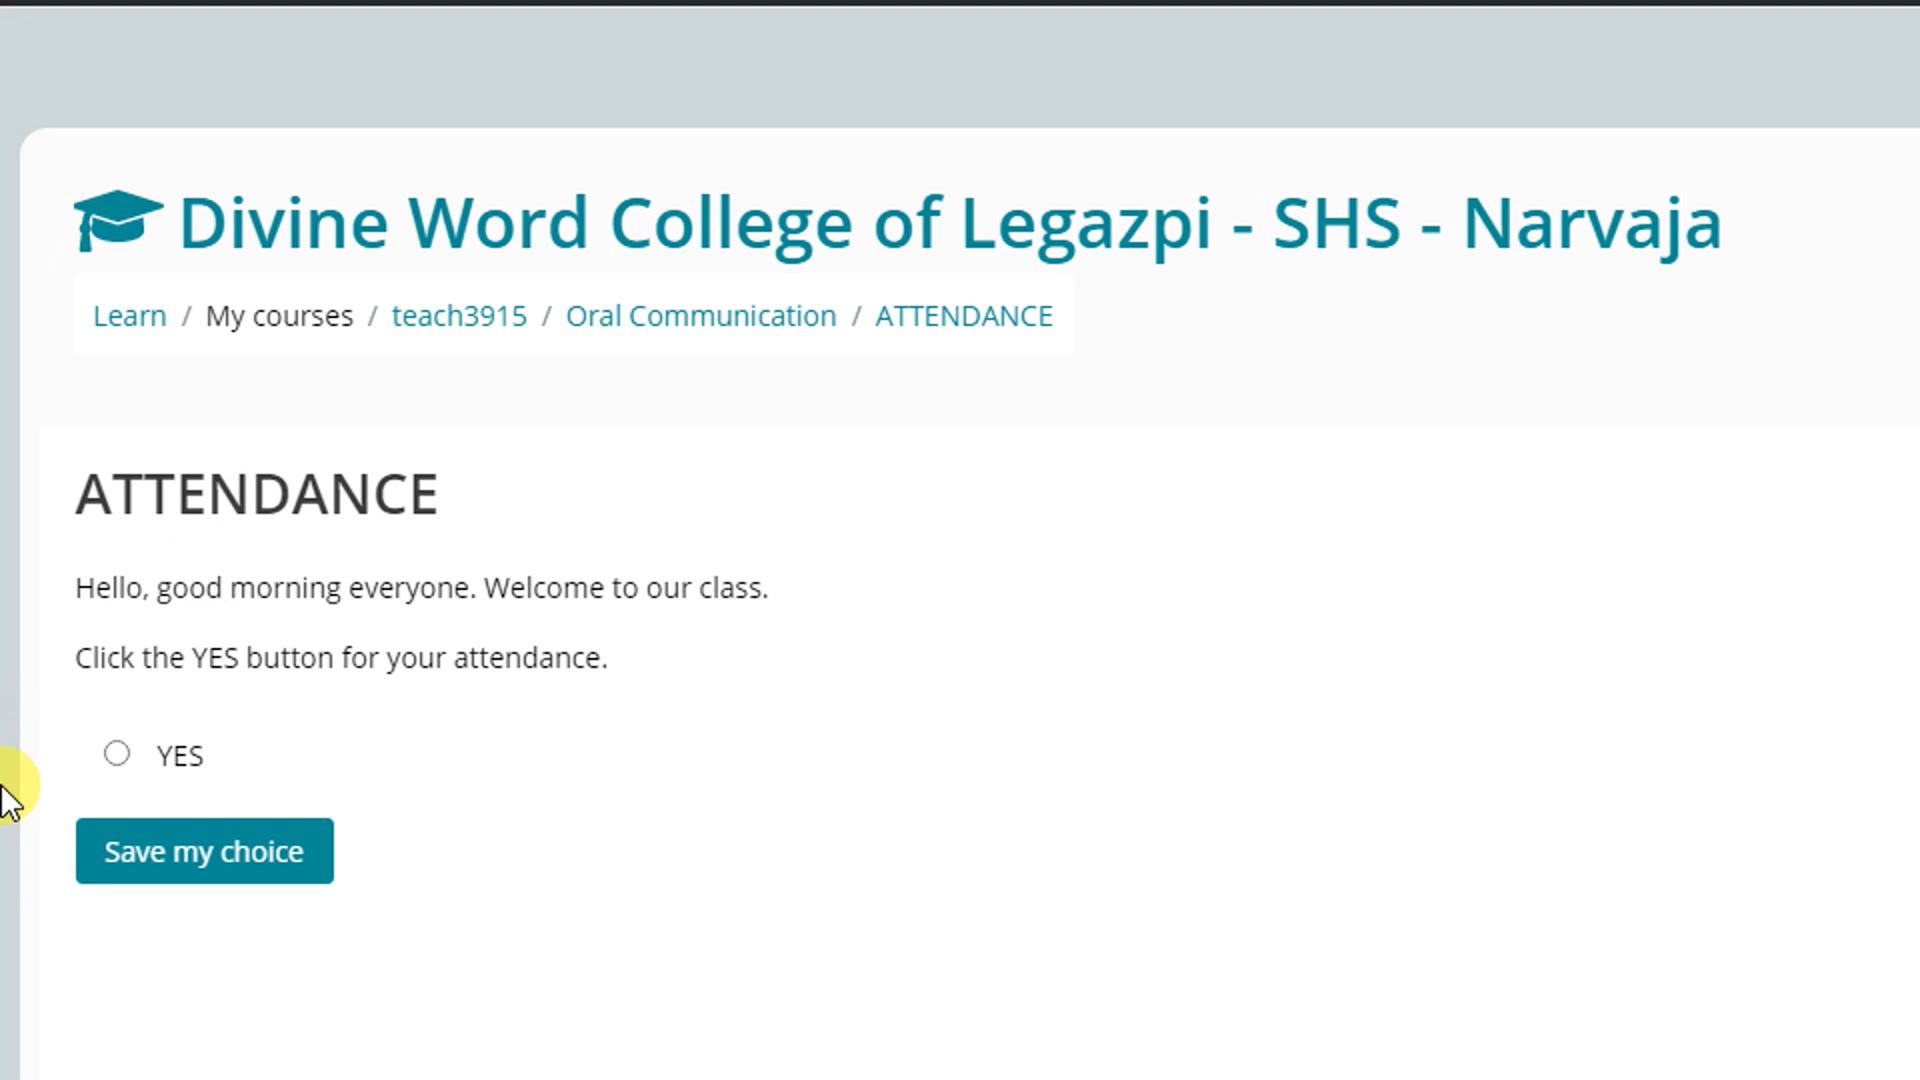 Divine Word College of Legazpi - SHS - Narvaja
Learn / My courses / teach3915 / Oral Communication / ATTENDANCE
ATTENDANCE
Hello, good morning everyone. Welcome to our class.
Click the YES button for your attendance.
YES
Save my choice